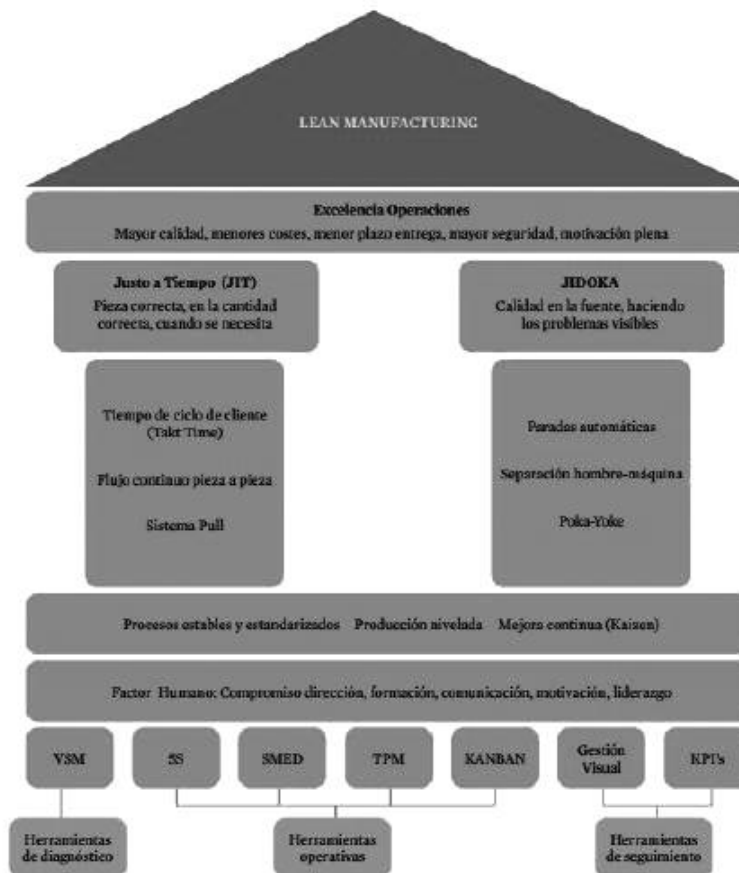 LEAN MANUFACTURING
Excelencia Operaciones
Mayor calidad, menores costes, menor plazo entrega, mayor seguridad, motivación plena
Justo a Tiempo (JIT)
Pieza correcta, en la cantidad
correcta, cuando se necesita
JIDOKA
Calidad en la fuente, haciendo
los problemas visibles
Tiempo de ciclo de cliente
(Takt Time)
Flujo continuo pieza a pieza
Sistema Pull
Paradas automáticas
Separación hombre-máquina
Poka-Yoke
Procesos estables y estandarizados Producción nivelada Mejora continua (Kaisen)
Factor Humano: Compromiso dirección, formación, comunicación, motivación, liderazgo
VSM
5S
SMED
TPM
KANBAN
Gestión
Visual
KPI's
Herramientas
de diagnóstico
Herramientas
operativas
Herramientas
de seguimiento